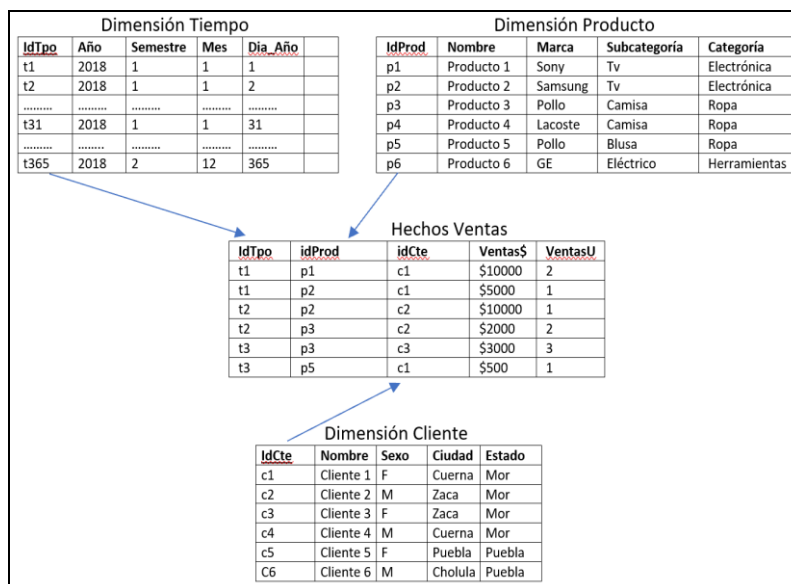 Dimensión Tiempo
IdTpo Año Semestre Mes Dia_Año
t1 2018 1 1 1
t2 2018 1 1 2
......... ........ ......... ......... .........
t31 2018 1 1 31
......... ........ ......... ......... .........
t365 2018 2 12 365
Dimensión Producto
IdProd Nombre Marca Subcategoría Categoría
p1 Producto 1 Sony Tv Electrónica
p2 Producto 2 Samsung Tv Electrónica
p3 Producto 3 Pollo Camisa Ropa
p4 Producto 4 Lacoste Camisa Ropa
p5 Producto 5 Pollo Blusa Ropa
p6 Producto 6 GE Eléctrico Herramientas
Hechos Ventas
IdTpo idProd idCte Ventas$ VentasU
t1 p1 c1 $10000 2
t1 p2 c1 $5000 1
t2 p2 c2 $10000 1
t2 p3 c2 $2000 2
t3 p3 c3 $3000 3
t3 p5 c1 $500 1
Dimensión Cliente
IdCte Nombre Sexo Ciudad Estado
c1 Cliente 1 F Cuerna Mor
c2 Cliente 2 M Zaca Mor
c3 Cliente 3 F Zaca Mor
c4 Cliente 4 M Cuerna Mor
c5 Cliente 5 F Puebla Puebla
C6 Cliente 6 M Cholula Puebla